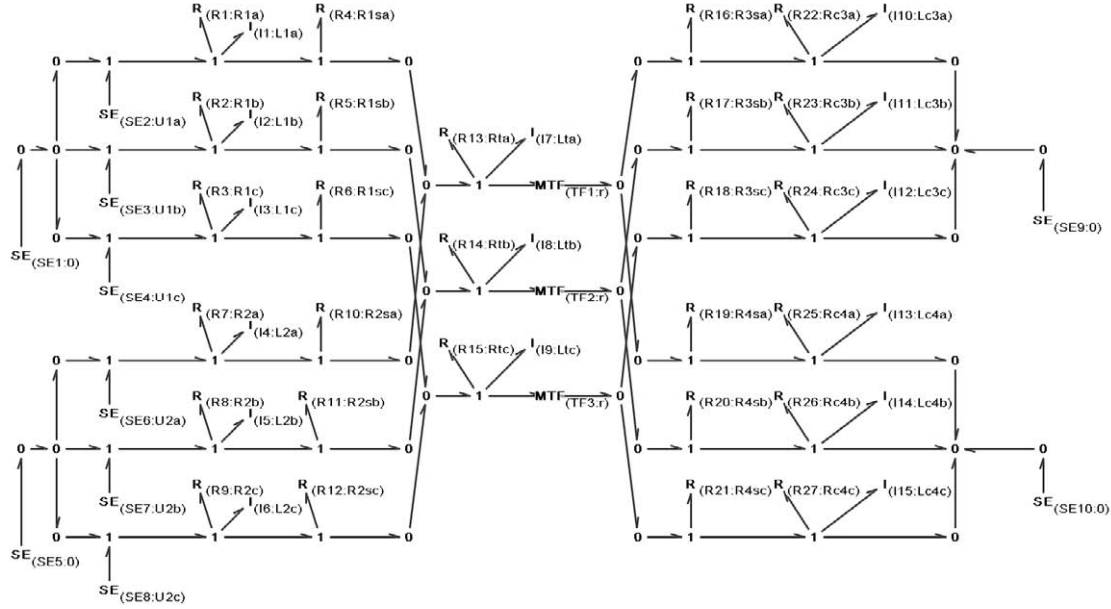 R (R1:R1a) R (R4:R1sa) R (R16:R3sa) R (R22:Rc3a) I (I10:Lc3a)
I (I1:L1a)
0 1 1 1 0 0 1 1 0
SE (SE2:U1a) R (R2:R1b) R (R5:R1sb) R (R17:R3sb) R (R23:Rc3b) I (I11:Lc3b)
I (I2:L1b)
R (R13:Rta) I (I7:Lta)
0 0 1 1 1 0 0 1 1 0 0
0 1 MTF (TF1:r) 0
SE (SE3:U1b) R (R3:R1c) R (R6:R1sc) R (R18:R3sc) R (R24:Rc3c) I (I12:Lc3c)
I (I3:L1c)
SE (SE9:0)
0 1 1 1 0 0 1 1 0
SE (SE1:0) R (R14:Rtb) I (I8:Ltb)
SE (SE4:U1c) 0 1 MTF (TF2:r) 0
R (R7:R2a) R (R10:R2sa) R (R19:R4sa) R (R25:Rc4a) I (I13:Lc4a)
I (I4:L2a)
R (R15:Rtc) I (I9:Ltc)
0 1 1 1 0 0 1 1 0
0 1 MTF (TF3:r) 0
SE (SE6:U2a) R (R8:R2b) R (R11:R2sb) R (R20:R4sb) R (R26:Rc4b) I (I14:Lc4b)
I (I5:L2b)
0 0 1 1 1 0 0 1 1 0 0
SE (SE7:U2b) R (R9:R2c) R (R12:R2sc) R (R21:R4sc) R (R27:Rc4c) I (I15:Lc4c)
I (I6:L2c)
SE (SE10:0)
0 1 1 1 0 0 1 1 0
SE (SE5:0)
SE (SE8:U2c)